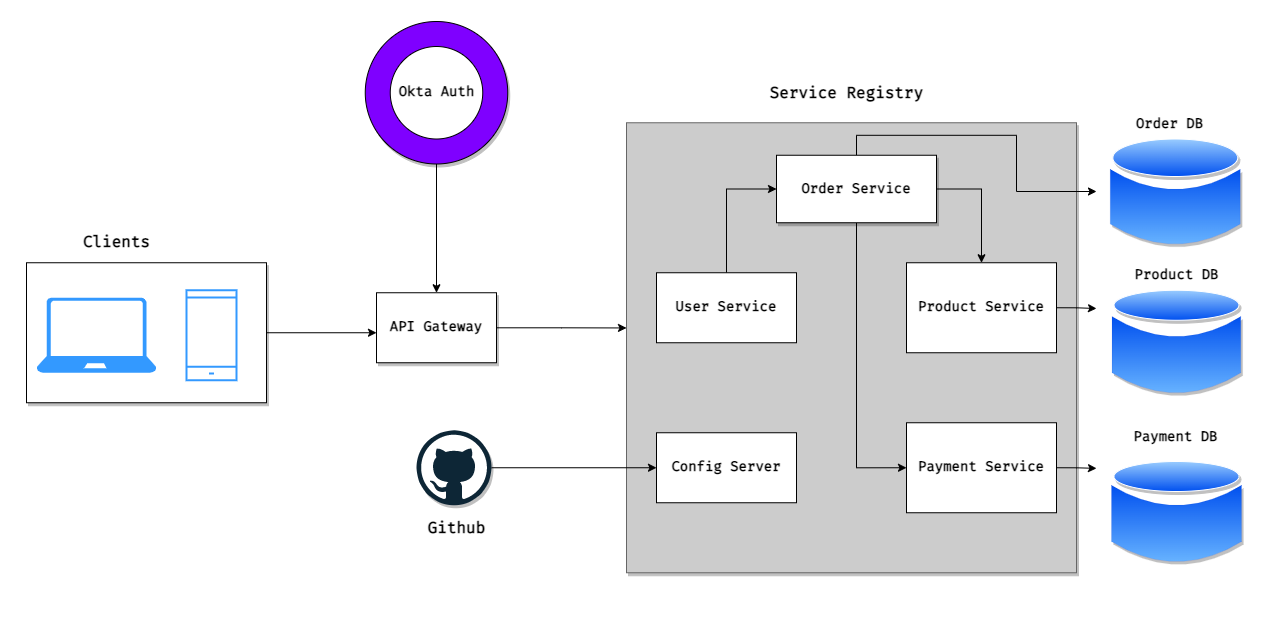 Okta Auth
Service Registry
Order DB
Order Service
Clients
Product DB
User Service
Product Service
API Gateway
Payment DB
Config Server
Payment Service
Github